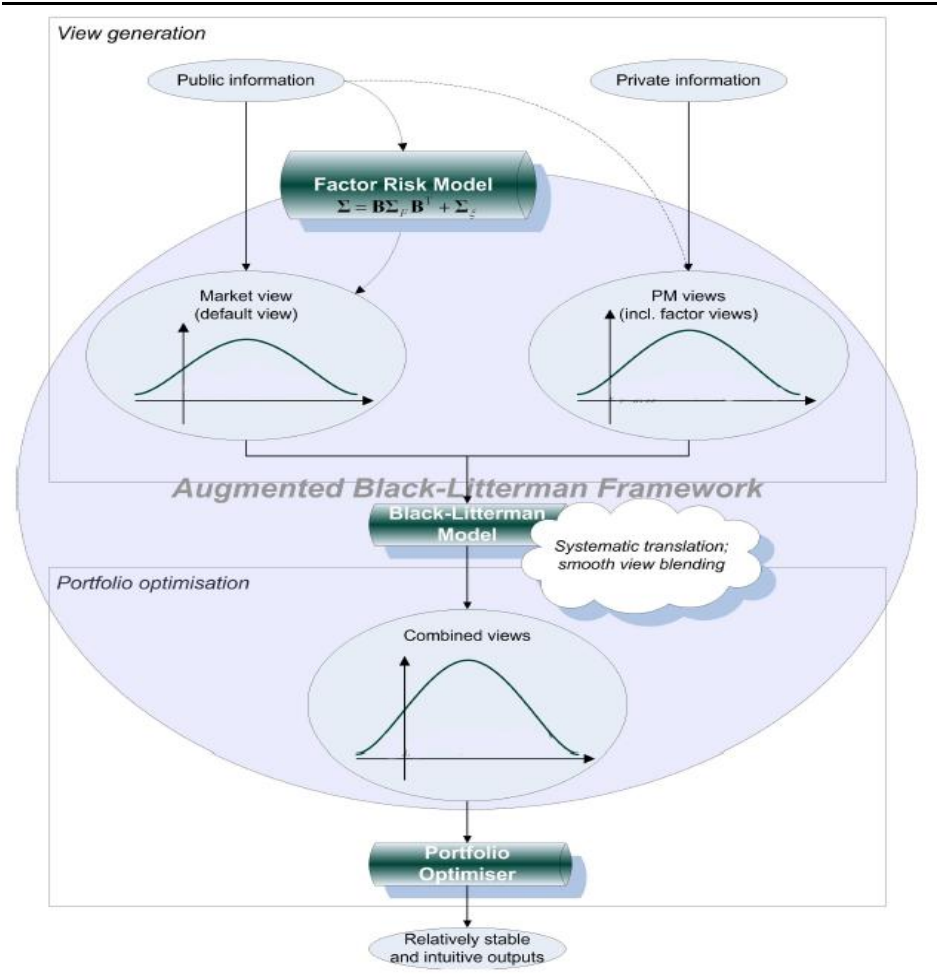 View generation
Public information
Private information
Factor Risk Model
Σ = BΣ_F B^T + Σ_ξ
Market view
(default view)
PM views
(incl. factor views)
Augmented Black-Litterman Framework
Black-Litterman
Model
Systematic translation;
smooth view blending
Portfolio optimisation
Combined views
Portfolio
Optimiser
Relatively stable
and intuitive outputs